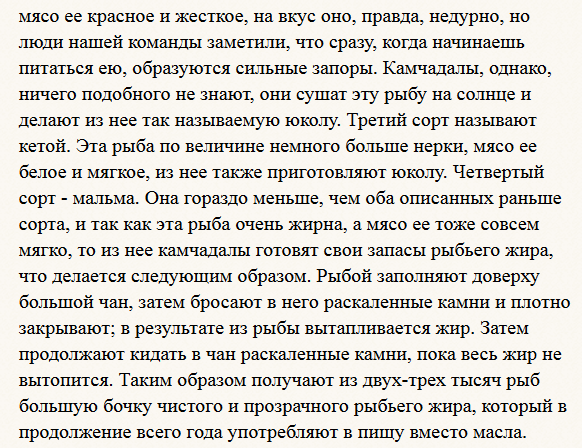 мясо ее красное и жесткое, на вкус оно, правда, недурно, но
люди нашей команды заметили, что сразу, когда начинаешь
питаться ею, образуются сильные запоры. Камчадалы, однако,
ничего подобного не знают, они сушат эту рыбу на солнце и
делают из нее так называемую юколу. Третий сорт называют
кетой. Эта рыба по величине немного больше нерки, мясо ее
белое и мягкое, из нее также приготовляют юколу. Четвертый
сорт - мальма. Она гораздо меньше, чем оба описанных раньше
сорта, и так как эта рыба очень жирна, а мясо ее тоже совсем
мягко, то из нее камчадалы готовят свои запасы рыбьего жира,
что делается следующим образом. Рыбой заполняют доверху
большой чан, затем бросают в него раскаленные камни и плотно
закрывают; в результате из рыбы вытапливается жир. Затем
продолжают кидать в чан раскаленные камни, пока весь жир не
вытопится. Таким образом получают из двух-трех тысяч рыб
большую бочку чистого и прозрачного рыбьего жира, который в
продолжение всего года употребляют в пищу вместо масла.